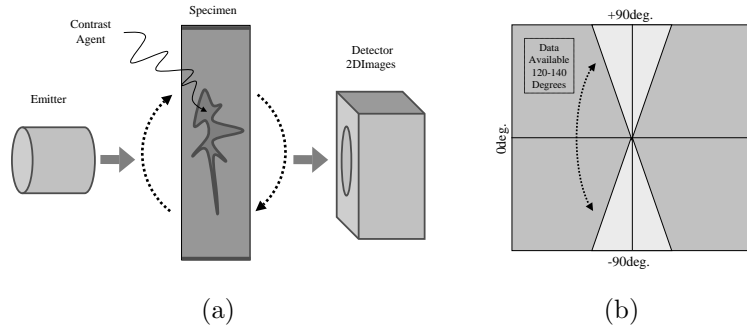 Specimen
Contrast
Agent
Detector
2DImages
Emitter
(a)
+90deg.
Data
Available
120-140
Degrees
0deg.
-90deg.
(b)